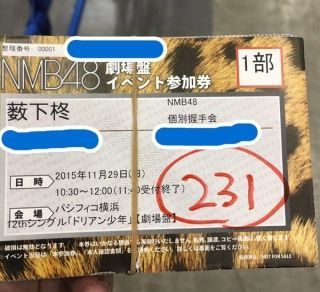 整理番号: 00001
NMB48 劇場盤
イベント参加券
1部
薮下柊
NMB48
個別握手会
日時
2015年11月29日(日)
10:30～12:00(11:40受付終了)
231
会場
パシフィコ横浜
12thシングル「ドリアン少年」【劇場盤】